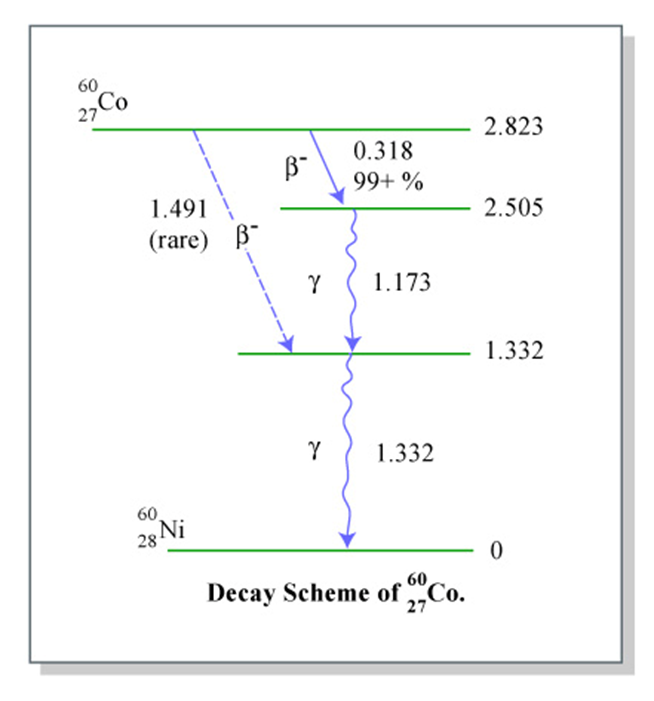 60
27Co
2.823
β- 0.318
99+ %
2.505
1.491
(rare) β-
γ 1.173
1.332
γ 1.332
60
28Ni
0
Decay Scheme of 60 27Co.